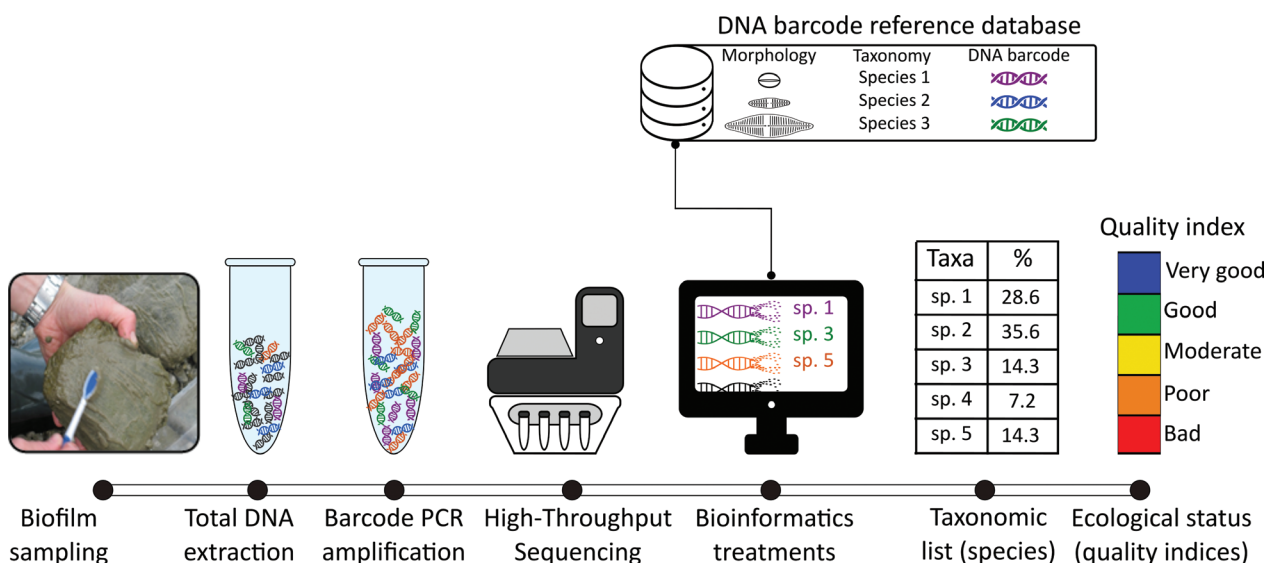 DNA barcode reference database
Morphology Taxonomy DNA barcode
Species 1
Species 2
Species 3
sp. 1
sp. 3
sp. 5
Taxa %
sp. 1 28.6
sp. 2 35.6
sp. 3 14.3
sp. 4 7.2
sp. 5 14.3
Quality index
Very good
Good
Moderate
Poor
Bad
Biofilm
sampling
Total DNA
extraction
Barcode PCR
amplification
High-Throughput
Sequencing
Bioinformatics
treatments
Taxonomic
list (species)
Ecological status
(quality indices)